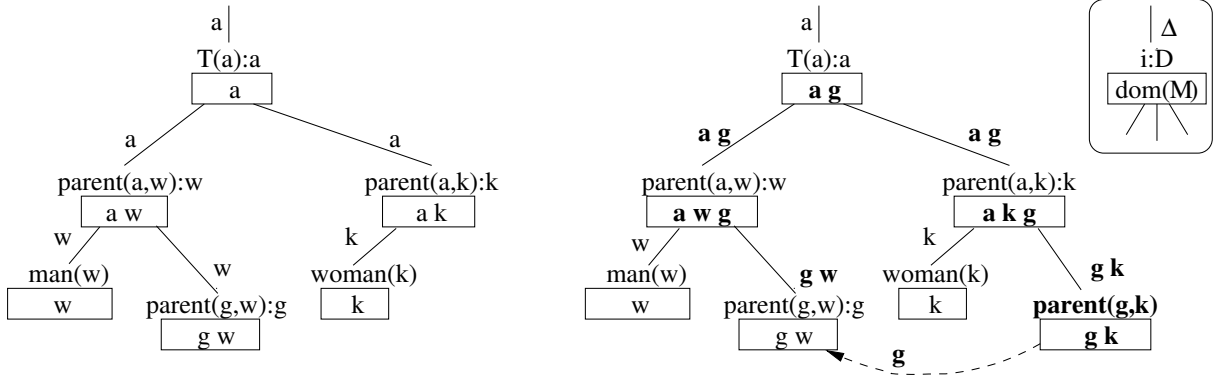 a
T(a):a
a
a
a
parent(a,w):w
parent(a,k):k
a w
a k
w
w
k
man(w)
woman(k)
w
parent(g,w):g
k
g w
a
T(a):a
a g
a g
a g
parent(a,w):w
parent(a,k):k
a w g
a k g
w
g w
k
g k
man(w)
woman(k)
w
parent(g,w):g
k
parent(g,k)
g w
g k
g
Δ
i:D
dom(M)